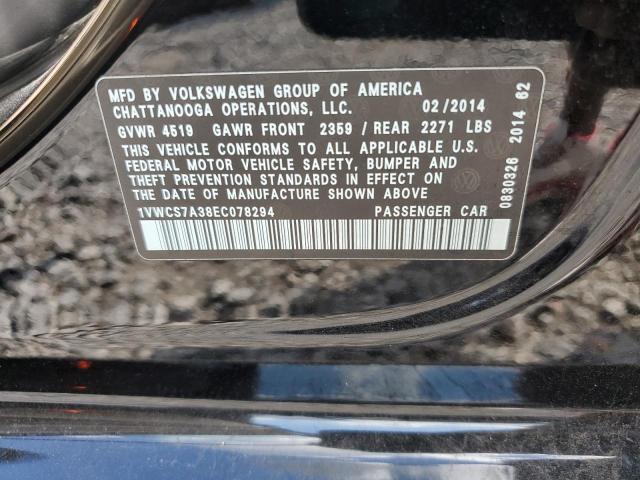 MFD BY VOLKSWAGEN GROUP OF AMERICA
CHATTANOOGA OPERATIONS, LLC. 02/2014
GVWR 4519 GAWR FRONT 2359 / REAR 2271 LBS
THIS VEHICLE CONFORMS TO ALL APPLICABLE U.S.
FEDERAL MOTOR VEHICLE SAFETY, BUMPER AND
THEFT PREVENTION STANDARDS IN EFFECT ON
THE DATE OF MANUFACTURE SHOWN ABOVE
1VWCS7A38EC078294 PASSENGER CAR
0830326 2014 62